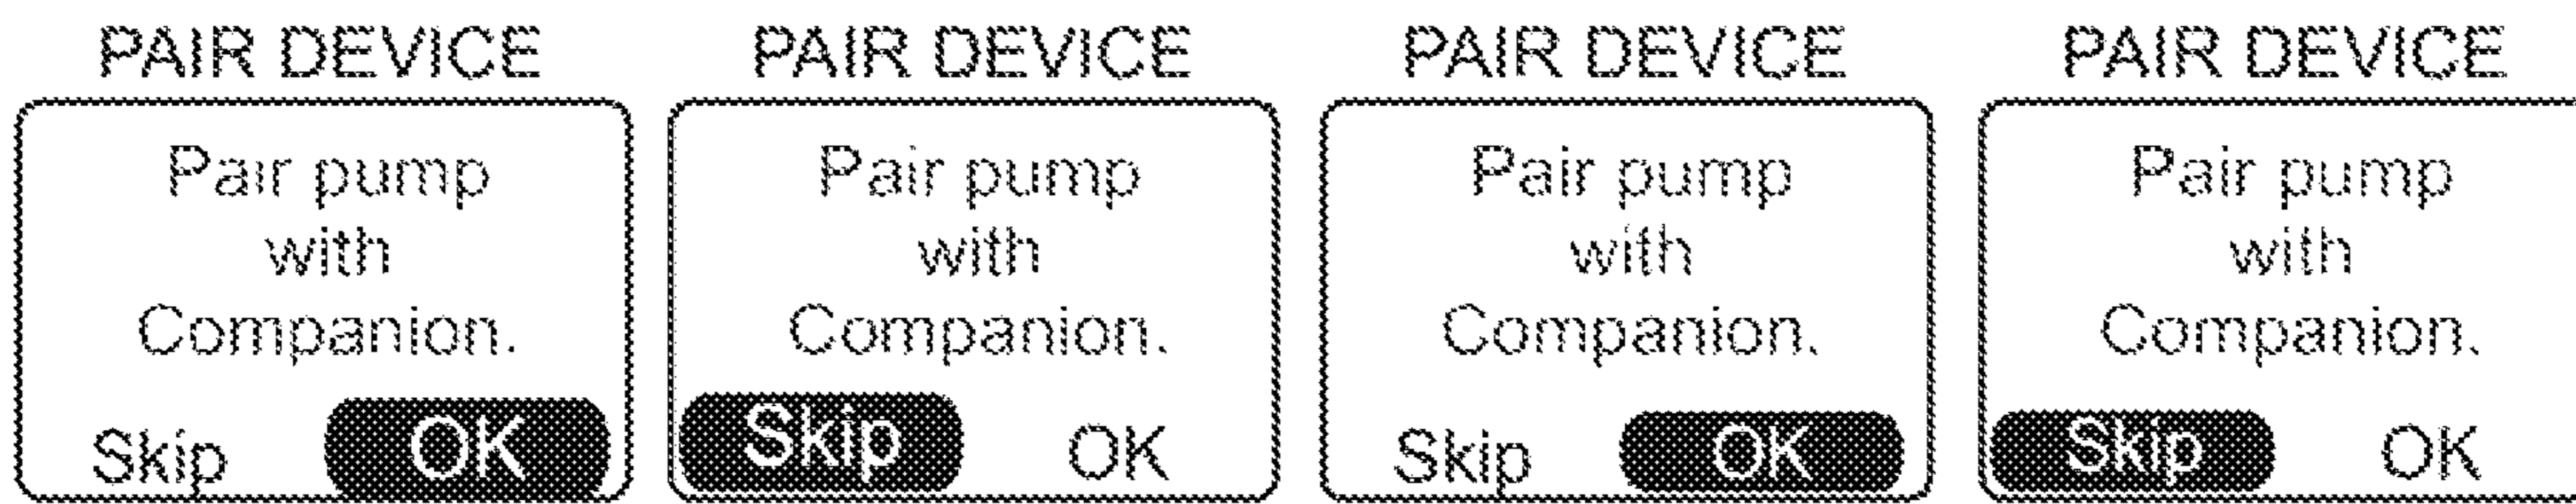 PAIR DEVICE PAIR DEVICE PAIR DEVICE PAIR DEVICE
Pair pump Pair pump Pair pump Pair pump
with with with with
Companion. Companion. Companion. Companion.
Skip OK Skip OK Skip OK Skip OK